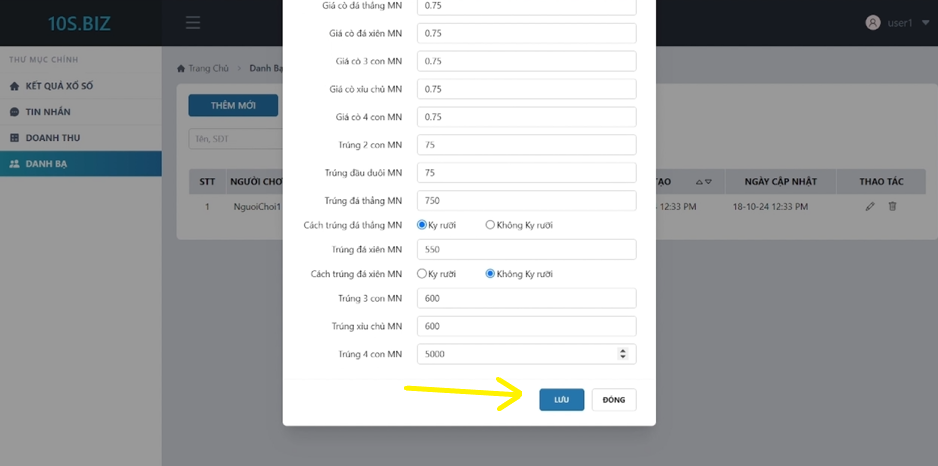 10S.BIZ
user1
THƯ MỤC CHÍNH
KẾT QUẢ XỔ SỐ
TIN NHẮN
DOANH THU
DANH BẠ
Trang Chủ > Danh Bạ
THÊM MỚI
Tên, SĐT
STT NGƯỜI CHƠ TẠO NGÀY CẬP NHẬT THAO TÁC
1 NguoiChoi1 12:33 PM 18-10-24 12:33 PM
Giá cò đá thẳng MN 0.75
Giá cò đá xiên MN 0.75
Giá cò 3 con MN 0.75
Giá cò xíu chủ MN 0.75
Giá cò 4 con MN 0.75
Trúng 2 con MN 75
Trúng đầu đuôi MN 75
Trúng đá thẳng MN 750
Cách trúng đá thẳng MN Ky rưỡi Không Ky rưỡi
Trúng đá xiên MN 550
Cách trúng đá xiên MN Ky rưỡi Không Ky rưỡi
Trúng 3 con MN 600
Trúng xíu chủ MN 600
Trúng 4 con MN 5000
LƯU ĐÓNG